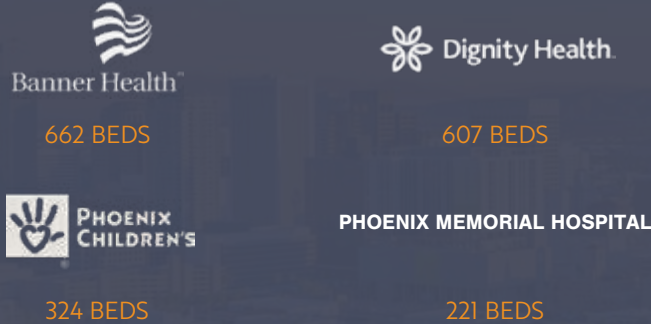 Banner Health™
Dignity Health.
662 BEDS
607 BEDS
PHOENIX
CHILDREN'S
®
PHOENIX MEMORIAL HOSPITAL
324 BEDS
221 BEDS